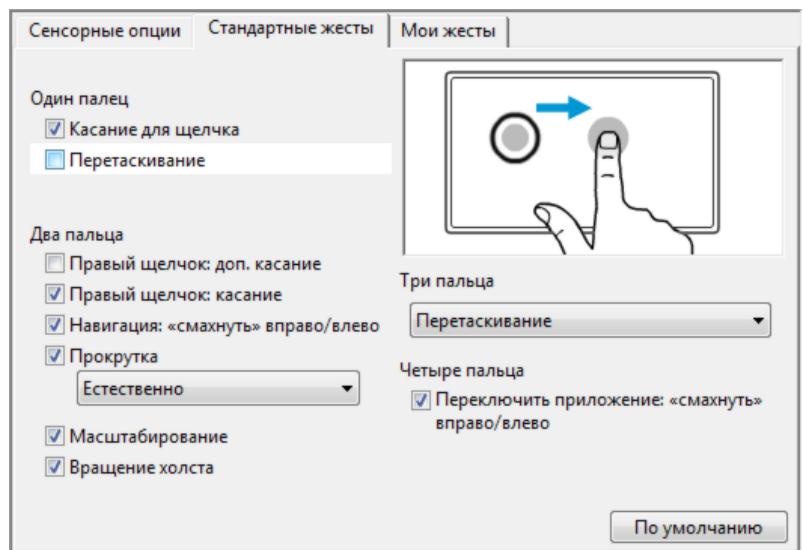 Сенсорные опции
Стандартные жесты
Мои жесты
Один палец
Касание для щелчка
Перетаскивание
Два пальца
Правый щелчок: доп. касание
Правый щелчок: касание
Навигация: «смахнуть» вправо/влево
Прокрутка
Естественно
Масштабирование
Вращение холста
Три пальца
Перетаскивание
Четыре пальца
Переключить приложение: «смахнуть»
вправо/влево
По умолчанию